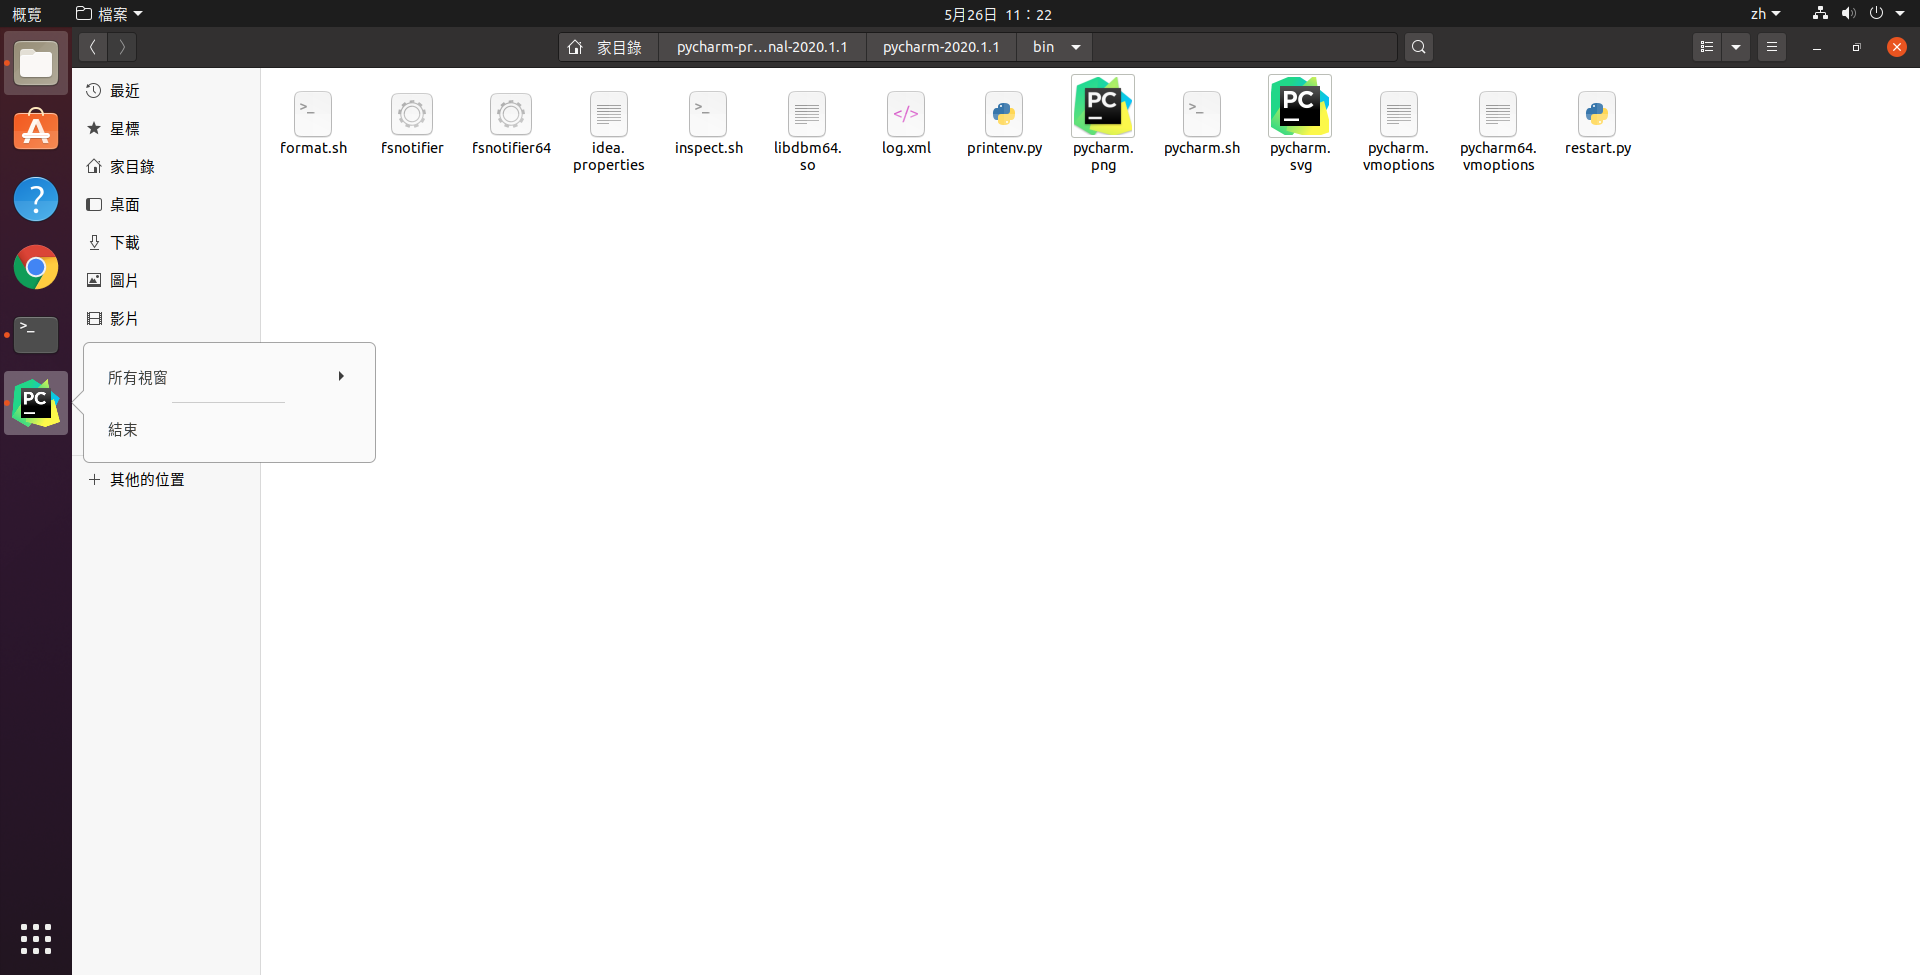 概覽
檔案
5月26日 11：22
zh
家目錄
pycharm-pr…nal-2020.1.1
pycharm-2020.1.1
bin
最近
星標
家目錄
桌面
下載
圖片
影片
所有視窗
結束
其他的位置
format.sh
fsnotifier
fsnotifier64
idea.
properties
inspect.sh
libdbm64.
so
</>
log.xml
printenv.py
PC
pycharm.
png
pycharm.sh
PC
pycharm.
svg
pycharm.
vmoptions
pycharm64.
vmoptions
restart.py
PC